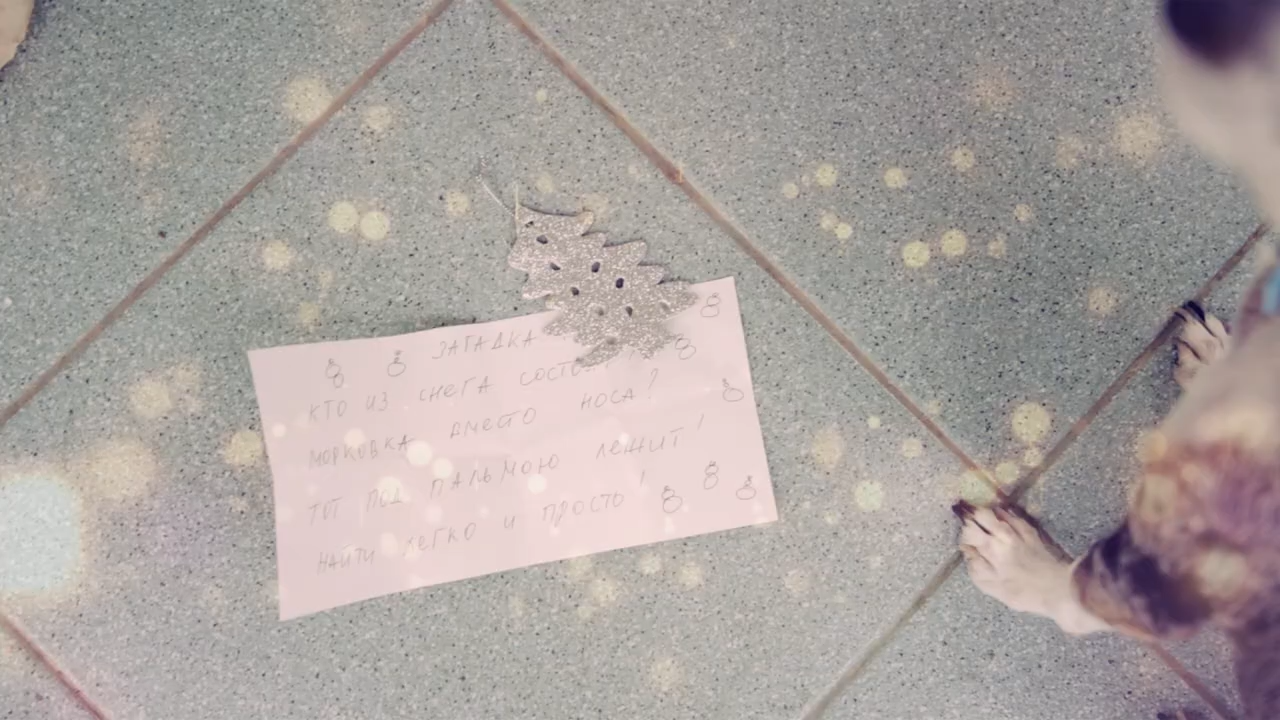 ЗАГАДКА
КТО ИЗ СНЕГА
МОРКОВКА ВМЕСТО НОСА?
ТОТ ПОД ПАЛЬМОЮ ЛЕЖИТ!
НАЙТИ ЛЕГКО И ПРОСТО!